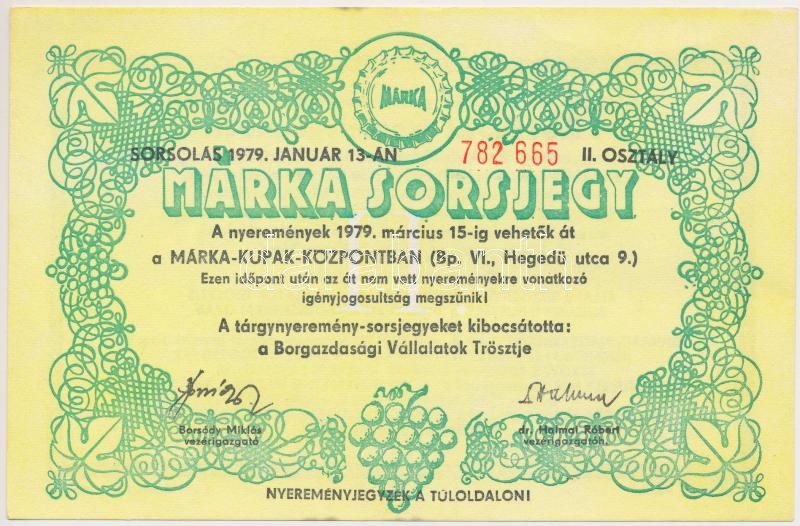 MÁRKA
SORSOLÁS 1979. JANUÁR 13-ÁN 782 665 II. OSZTÁLY
MÁRKA SORSJEGY
A nyeremények 1979. március 15-ig vehetők át
a MÁRKA-KUPAK-KÖZPONTBAN (Bp. VI., Hegedű utca 9.)
Ezen időpont után az át nem vett nyereményekre vonatkozó
igényjogosultság megszűnik!
A tárgynyeremény-sorsjegyeket kibocsátotta:
a Borgazdasági Vállalatok Trösztje
Borsódy Miklós dr. Halmai Róbert
vezérigazgató vezérigazgatóh.
NYEREMÉNYJEGYZÉK A TÚLOLDALON!